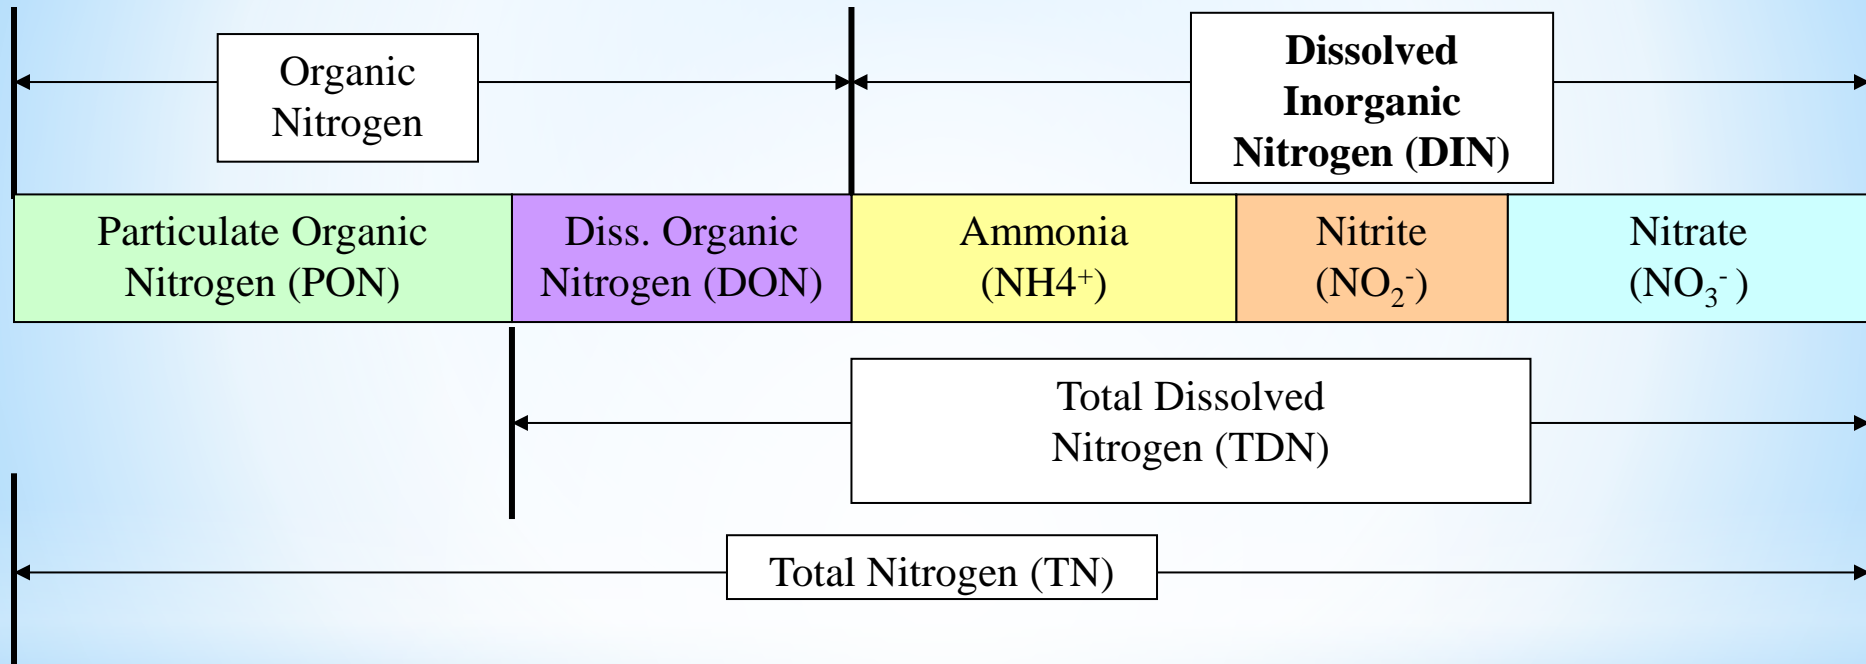 Organic
Nitrogen
Dissolved
Inorganic
Nitrogen (DIN)
Particulate Organic
Nitrogen (PON)
Diss. Organic
Nitrogen (DON)
Ammonia
(NH4⁺)
Nitrite
(NO₂⁻)
Nitrate
(NO₃⁻ )
Total Dissolved
Nitrogen (TDN)
Total Nitrogen (TN)